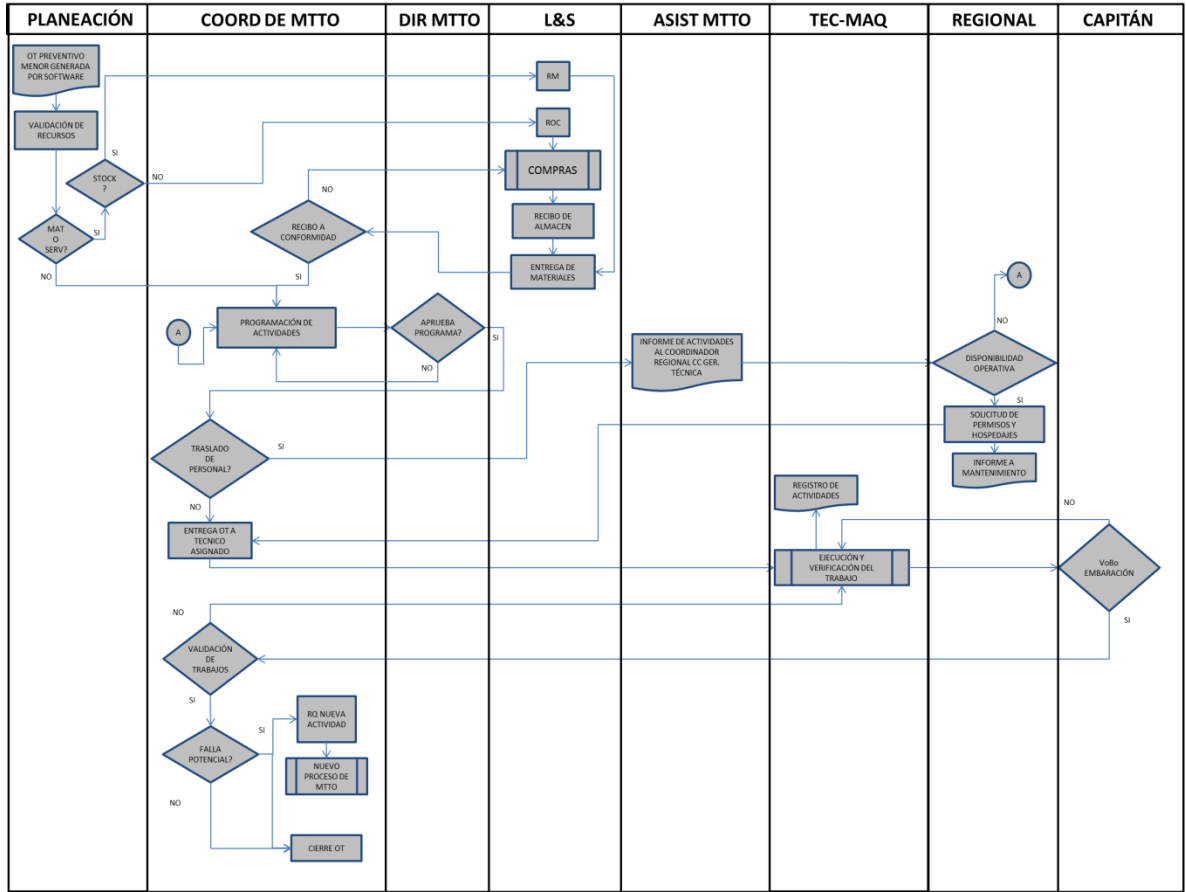 PLANEACIÓN
COORD DE MTTO
DIR MTTO
L&S
ASIST MTTO
TEC-MAQ
REGIONAL
CAPITÁN
OT PREVENTIVO
MENOR GENERADA
POR SOFTWARE
RM
VALIDACIÓN DE
RECURSOS
ROC
SI
STOCK
?
NO
COMPRAS
NO
MAT
O
SERV?
SI
NO
RECIBO A
CONFORMIDAD
SI
RECIBO DE
ALMACEN
ENTREGA DE
MATERIALES
A
NO
A
PROGRAMACIÓN DE
ACTIVIDADES
APRUEBA
PROGRAMA?
SI
NO
INFORME DE ACTIVIDADES
AL COORDINADOR
REGIONAL CC GER.
TÉCNICA
DISPONIBILIDAD
OPERATIVA
SI
SOLICITUD DE
PERMISOS Y
HOSPEDAJES
INFORME A
MANTENIMIENTO
TRASLADO
DE
PERSONAL?
SI
NO
REGISTRO DE
ACTIVIDADES
NO
ENTREGA OT A
TECNICO
ASIGNADO
EJECUCIÓN Y
VERIFICACIÓN DEL
TRABAJO
VoBo
EMBARACIÓN
SI
NO
VALIDACIÓN
DE
TRABAJOS
SI
RQ NUEVA
ACTIVIDAD
SI
FALLA
POTENCIAL?
NUEVO
PROCESO DE
MTTO
NO
CIERRE OT